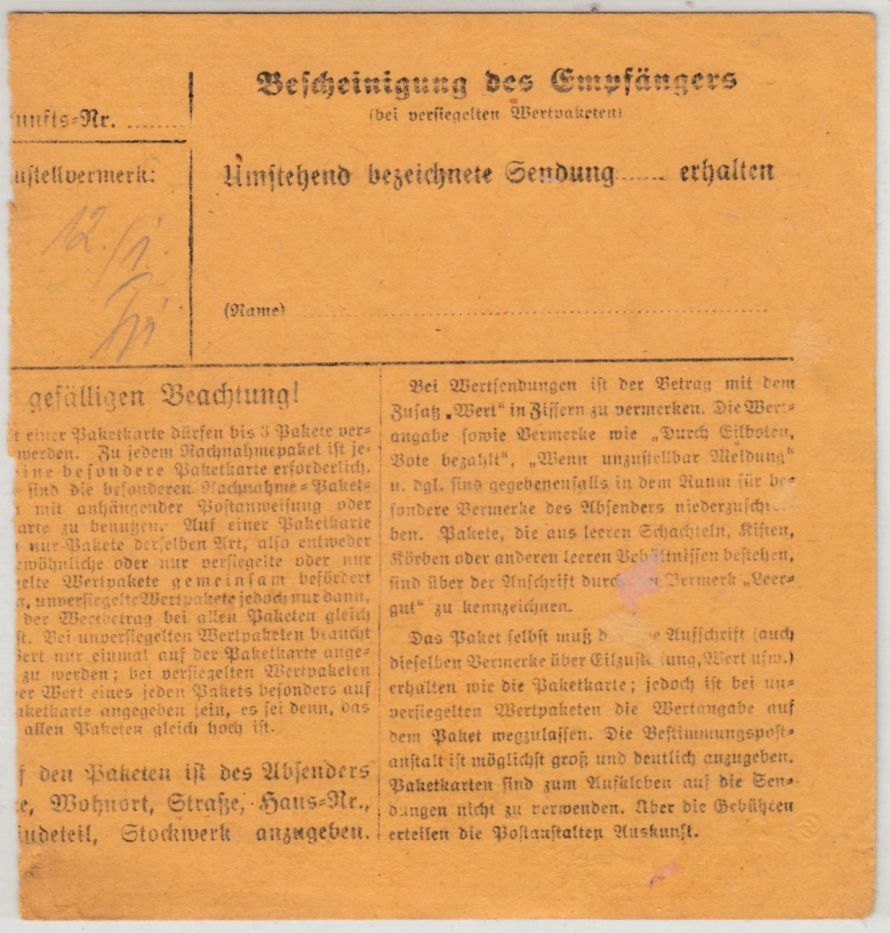 Bescheinigung des Empfängers
(bei versiegelten Wertpaketen)
unfts-Nr. ........
ustellvermerk:
Umstehend bezeichnete Sendung ...... erhalten
12./1.
(Name) ........
gefälligen Beachtung!
einer Paketkarte dürfen bis 3 Pakete ver-
werden. Zu jedem Nachnahmepaket ist je-
ine besondere Paketkarte erforderlich.
sind die besonderen Nachnahme-Paket-
mit anhängender Postanweisung oder
arte zu benutzen. Auf einer Paketkarte
nur Pakete derselben Art, also entweder
ewöhnliche oder nur versiegelte oder nur
gelte Wertpakete gemeinsam befördert
n, unversiegelte Wertpakete jedoch nur dann,
der Wertbetrag bei allen Paketen gleich
st. Bei unversiegelten Wertpaketen braucht
Wert nur einmal auf der Paketkarte ange-
zu werden; bei versiegelten Wertpaketen
er Wert eines jeden Pakets besonders auf
aketkarte angegeben sein, es sei denn, das
allen Paketen gleich hoch ist.
f den Paketen ist des Absenders
e, Wohnort, Straße, Haus-Nr.,
indeteil, Stockwerk anzugeben.
Bei Wertsendungen ist der Betrag mit dem
Zusatz „Wert“ in Ziffern zu vermerken. Die Wert-
angabe sowie Vermerke wie „Durch Eilboten,
Bote bezahlt“, „Wenn unzustellbar Meldung“
u. dgl. sind gegebenenfalls in dem Raum für be-
sondere Vermerke des Absenders niederzuschrei-
ben. Pakete, die aus leeren Schachteln, Kisten,
Körben oder anderen leeren Behältnissen bestehen,
sind über der Anschrift durch den Vermerk „Leer-
gut“ zu kennzeichnen.
Das Paket selbst muß d e Aufschrift (auch
dieselben Vermerke über Eilzustellung, Wert usw.)
erhalten wie die Paketkarte; jedoch ist bei un-
versiegelten Wertpaketen die Wertangabe auf
dem Paket wegzulassen. Die Bestimmungspost-
anstalt ist möglichst groß und deutlich anzugeben.
Paketkarten sind zum Aufkleben auf die Sen-
dungen nicht zu verwenden. Über die Gebühren
erteilen die Postanstalten Auskunft.